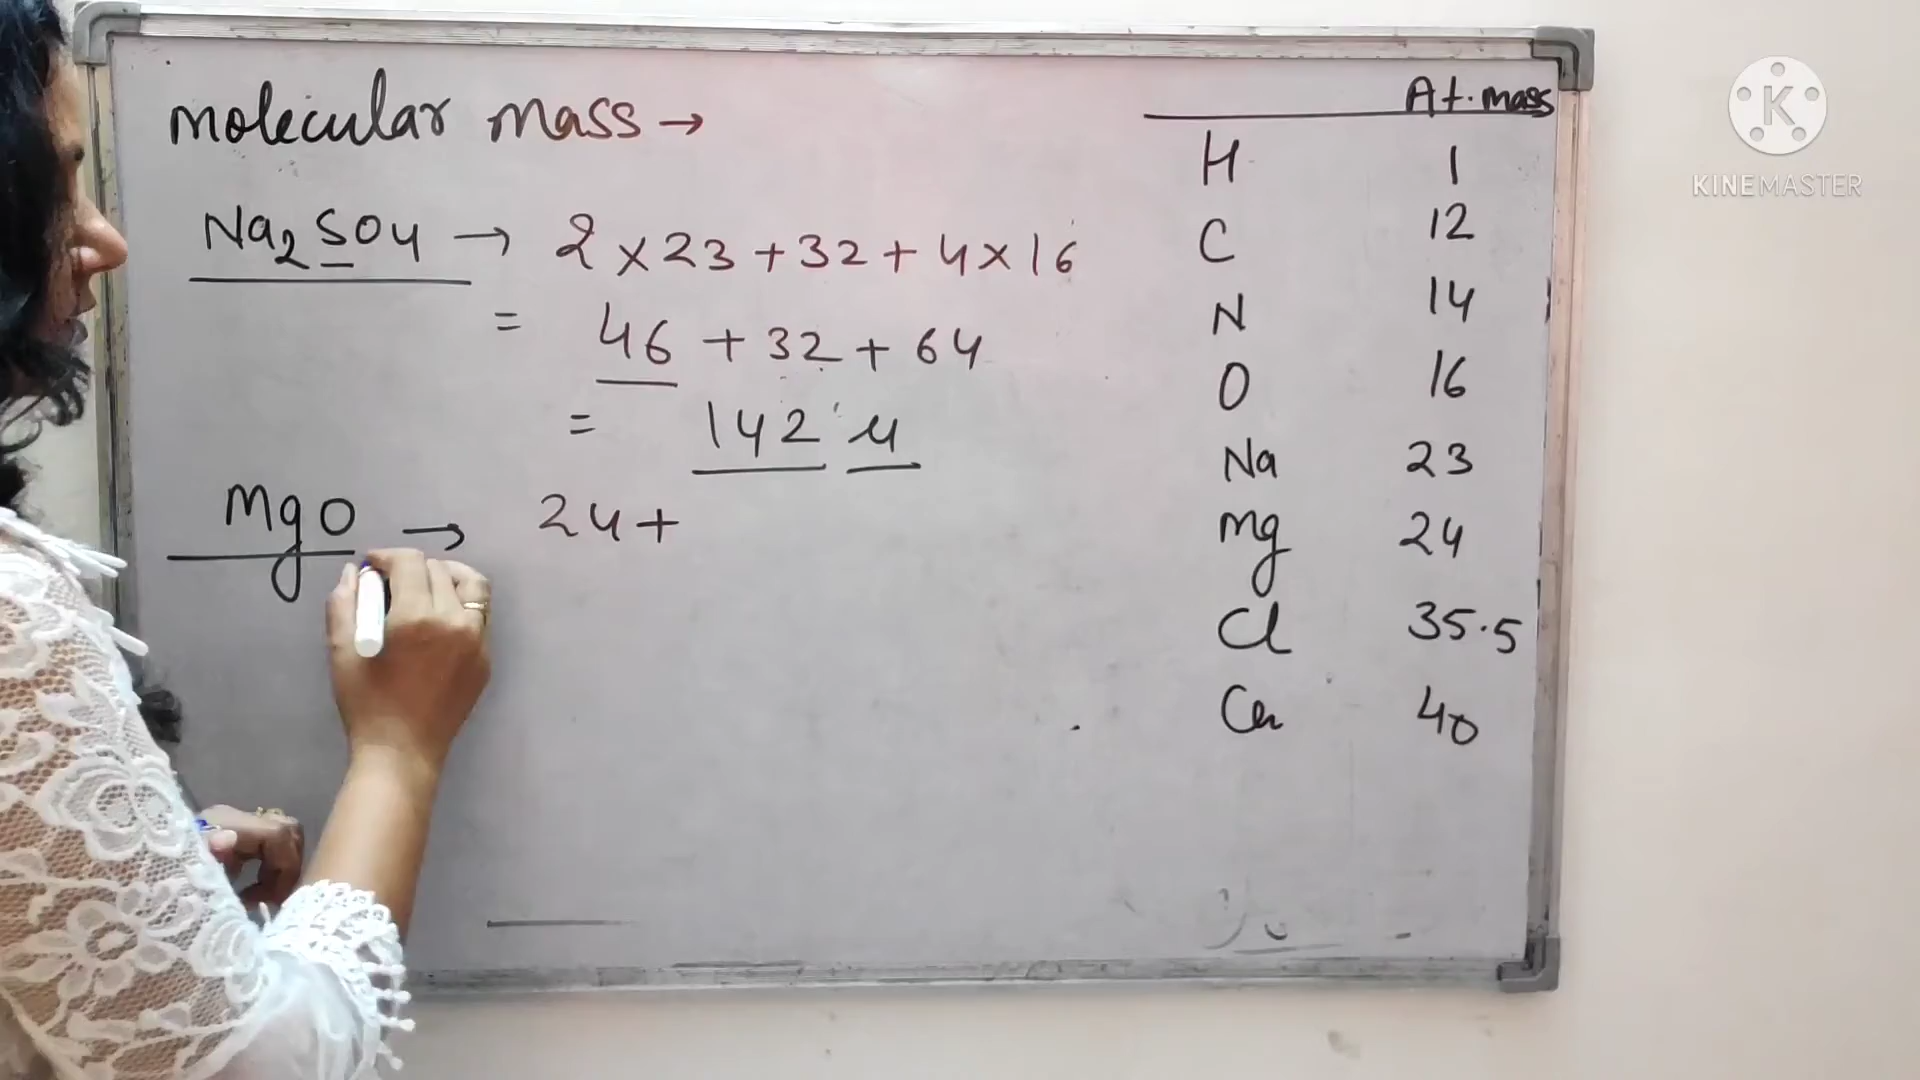 molecular mass →
Na2SO4 → 2 x 23 + 32 + 4 x 16
= 46 + 32 + 64
= 142 u
MgO → 24 +
At. mass
H 1
C 12
N 14
O 16
Na 23
Mg 24
Cl 35.5
Ca 40
K
KINEMASTER